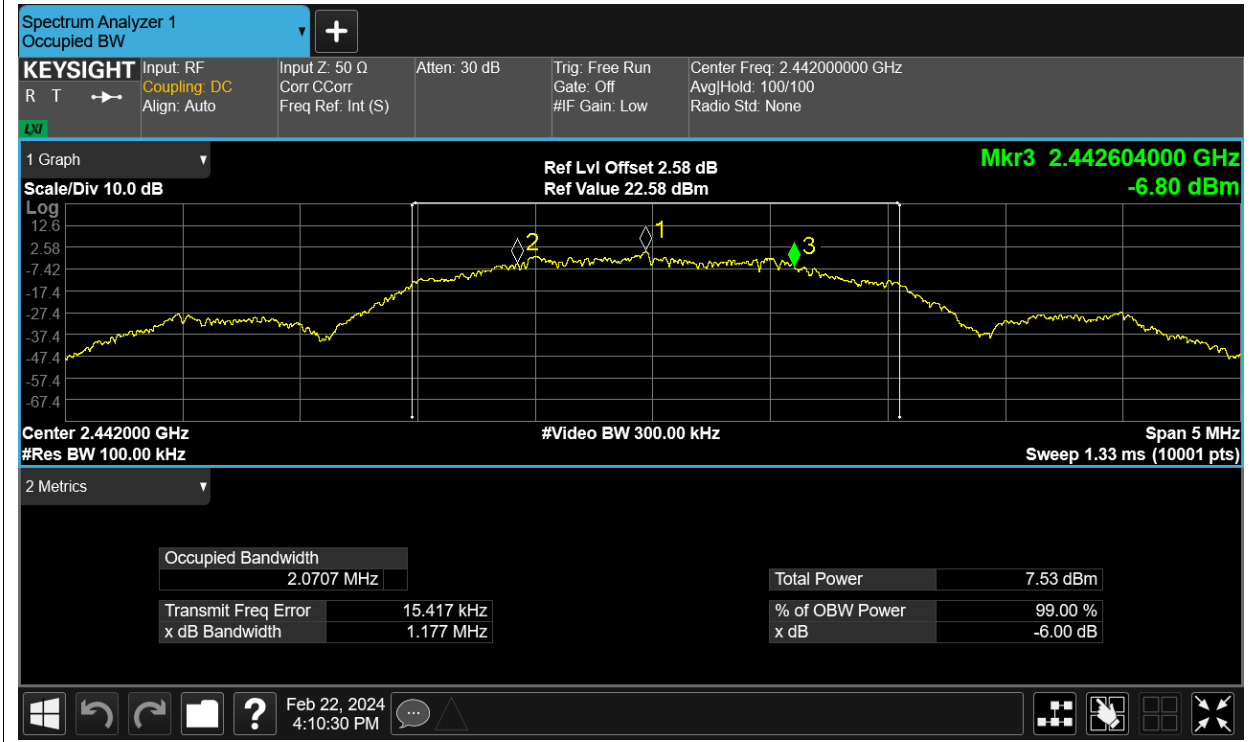 Spectrum Analyzer 1
Occupied BW
KEYSIGHT
R T
LXI
Input: RF
Coupling: DC
Align: Auto
Input Z: 50 Ω
Corr CCorr
Freq Ref: Int (S)
Atten: 30 dB
Trig: Free Run
Gate: Off
#IF Gain: Low
Center Freq: 2.442000000 GHz
Avg|Hold: 100/100
Radio Std: None
1 Graph
Scale/Div 10.0 dB
Ref Lvl Offset 2.58 dB
Ref Value 22.58 dBm
Mkr3 2.442604000 GHz
-6.80 dBm
Log
12.6
2.58
-7.42
-17.4
-27.4
-37.4
-47.4
-57.4
-67.4
2
1
3
Center 2.442000 GHz
#Video BW 300.00 kHz
Span 5 MHz
#Res BW 100.00 kHz
Sweep 1.33 ms (10001 pts)
2 Metrics
Occupied Bandwidth
2.0707 MHz
Transmit Freq Error 15.417 kHz
x dB Bandwidth 1.177 MHz
Total Power 7.53 dBm
% of OBW Power 99.00 %
x dB -6.00 dB
?
Feb 22, 2024
4:10:30 PM